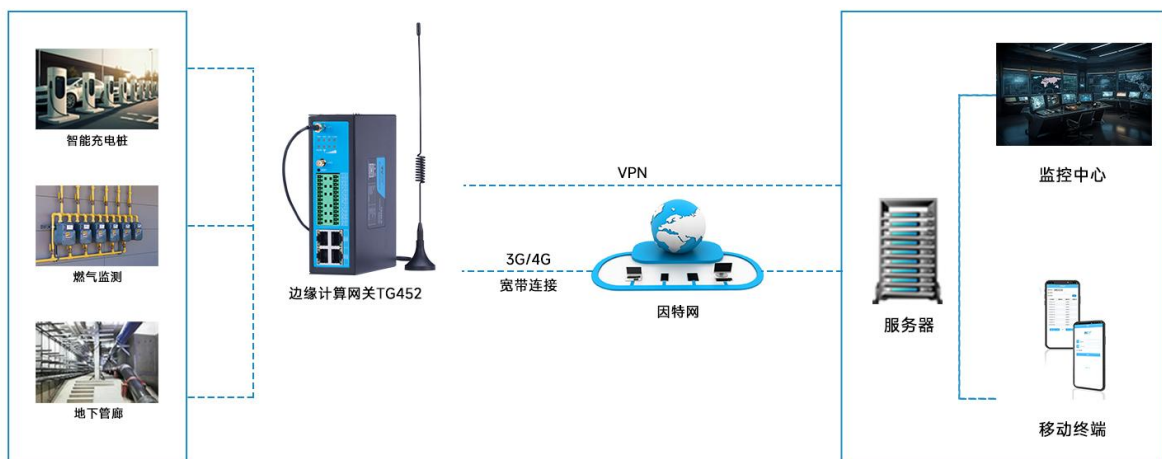 智能充电桩
燃气监测
地下管廊
边缘计算网关TG452
VPN
3G/4G
宽带连接
因特网
服务器
监控中心
移动终端